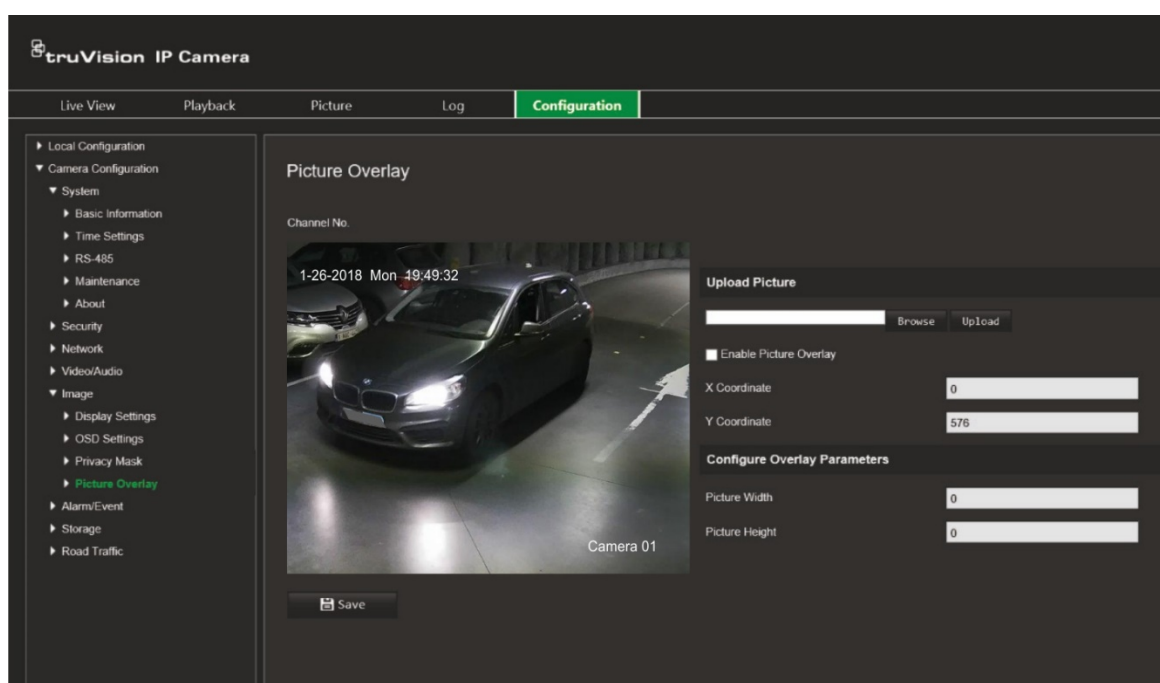 truVision IP Camera
Live View Playback Picture Log Configuration
Local Configuration
Camera Configuration
System
Basic Information
Time Settings
RS-485
Maintenance
About
Security
Network
Video/Audio
Image
Display Settings
OSD Settings
Privacy Mask
Picture Overlay
Alarm/Event
Storage
Road Traffic
Picture Overlay
Channel No.
1-26-2018 Mon 19:49:32
Camera 01
Save
Upload Picture
Browse Upload
Enable Picture Overlay
X Coordinate 0
Y Coordinate 576
Configure Overlay Parameters
Picture Width 0
Picture Height 0